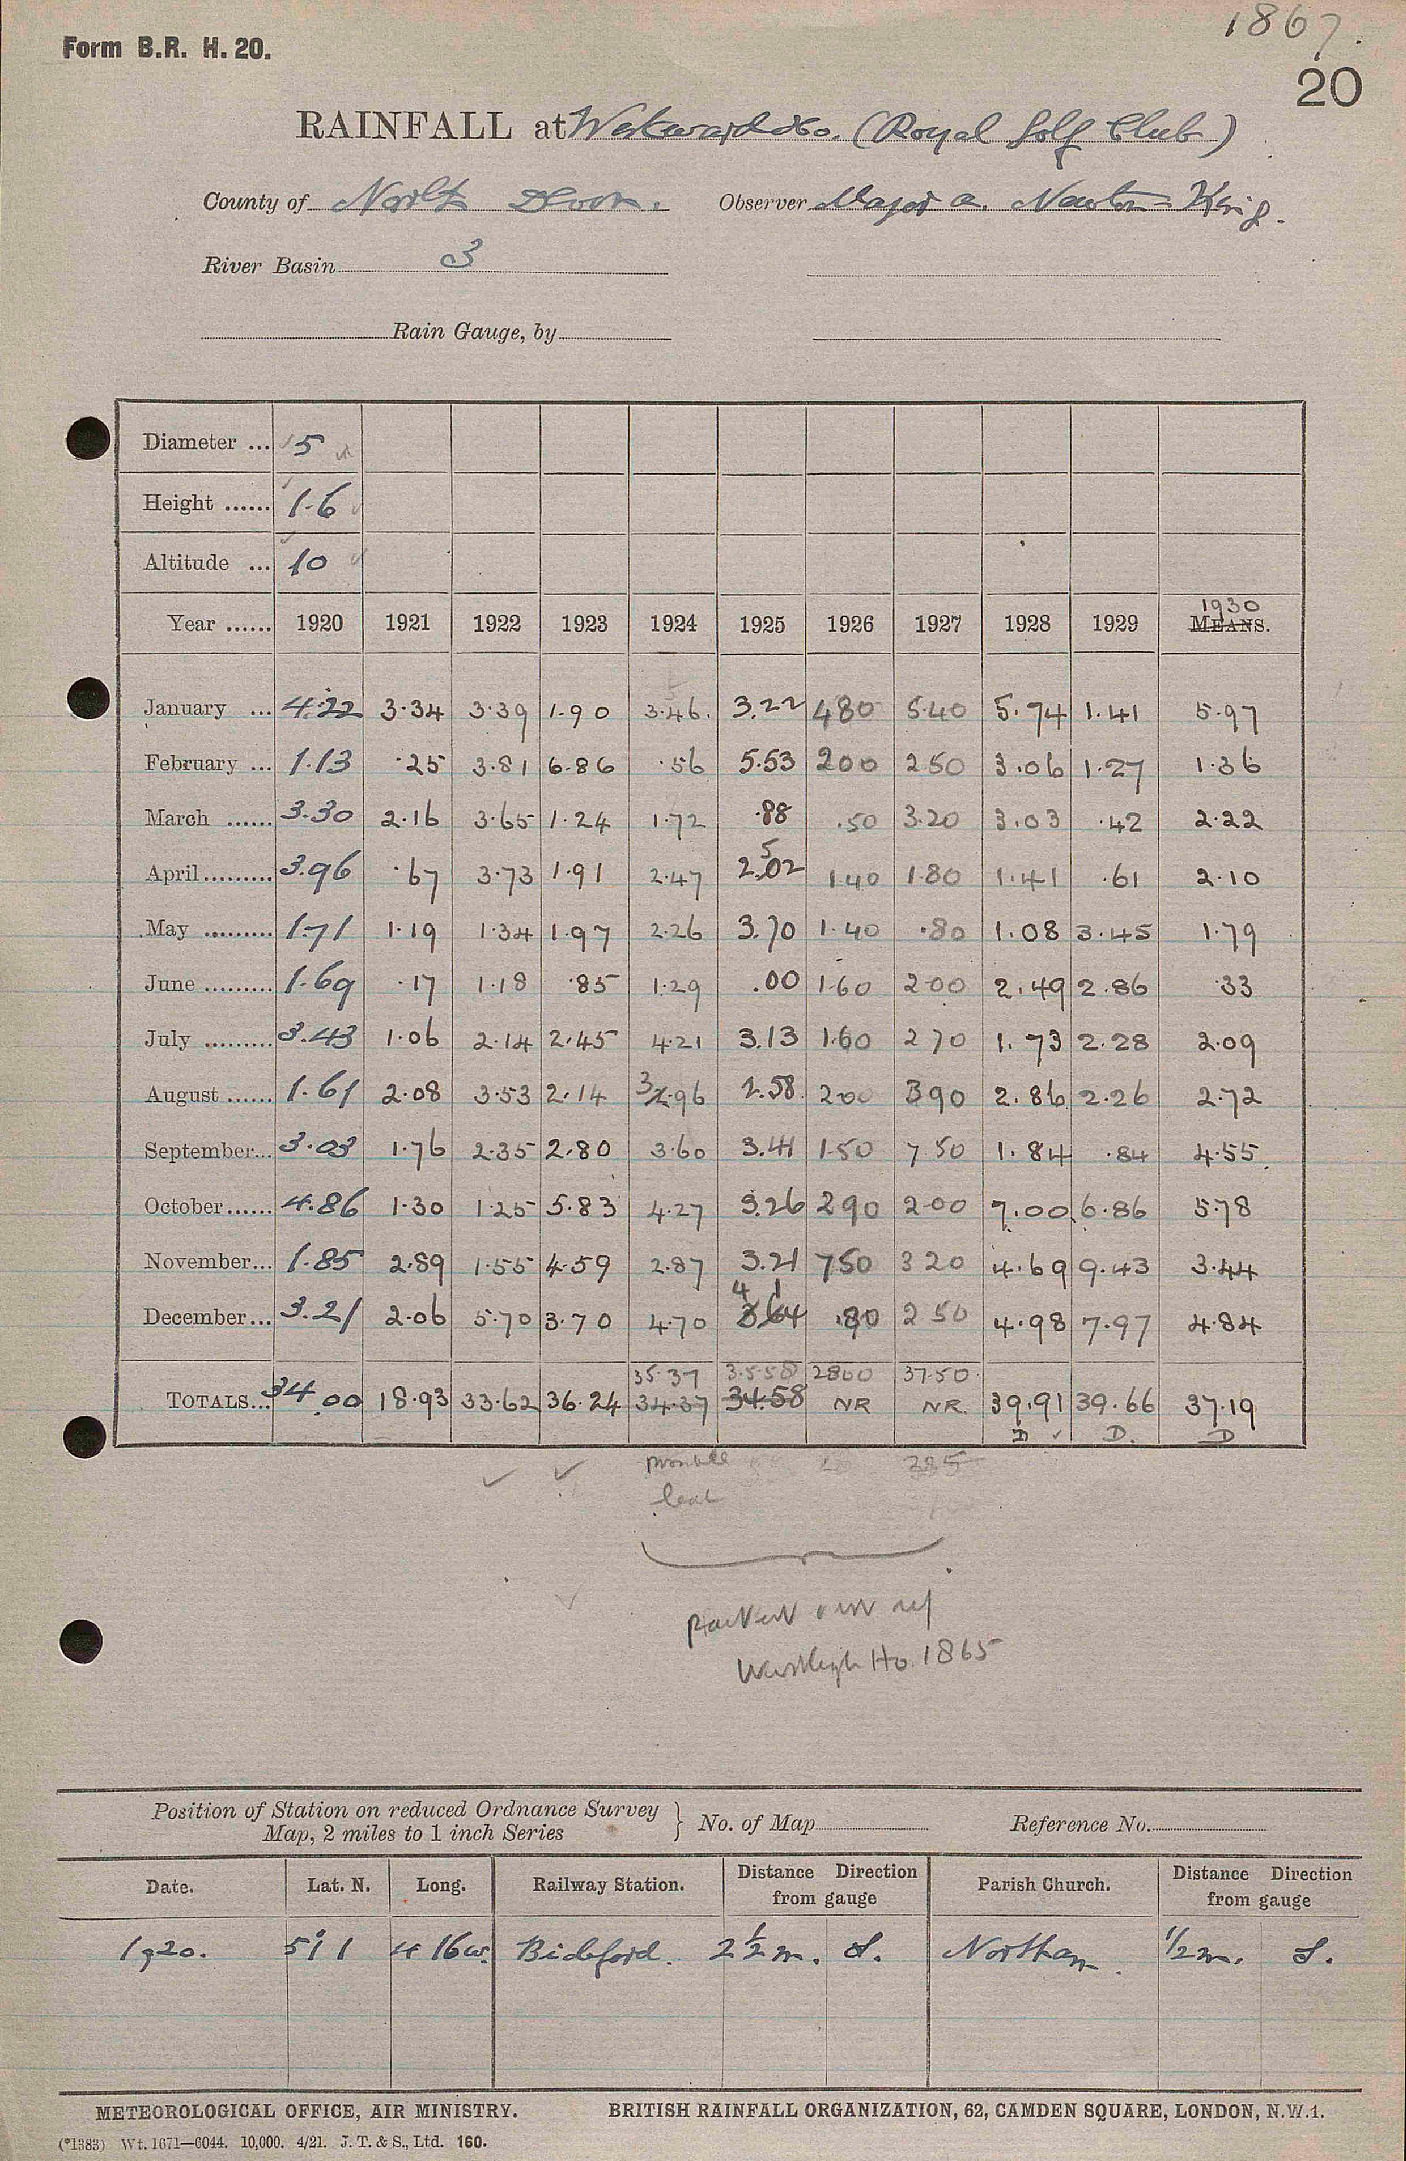 1867.
Form B.R. H. 20.
20
RAINFALL at Westward Ho. (Royal Golf Club)
County of North Devon. Observer Major A. Newton-King.
River Basin 3
Rain Gauge, by
Diameter ... 5
Height ...... 1.6
Altitude ... 10
Year ...... 1920 1921 1922 1923 1924 1925 1926 1927 1928 1929 1930 MEANS.
January ... 4.22 3.34 3.39 1.90 3.46 3.22 480 5.40 5.74 1.41 5.97
February ... 1.13 .25 3.81 6.86 .56 5.53 200 250 3.06 1.27 1.36
March ...... 3.30 2.16 3.65 1.24 1.72 .88 .50 3.20 3.03 .42 2.22
April ......... 3.96 .67 3.73 1.91 2.47 2.02 5 1.40 1.80 1.41 .61 2.10
May ......... 1.71 1.19 1.34 1.97 2.26 3.70 1.40 .80 1.08 3.45 1.79
June ......... 1.69 .17 1.18 .85 1.29 .00 1.60 200 2.49 2.86 .33
July ......... 3.43 1.06 2.14 2.45 4.21 3.13 1.60 270 1.73 2.28 2.09
August ...... 1.61 2.08 3.53 2.14 3 2.96 2.58 200 390 2.86 2.26 2.72
September... 3.03 1.76 2.35 2.80 3.60 3.41 1.50 7.50 1.84 .84 4.55
October...... 4.86 1.30 1.25 5.83 4.27 3.26 290 200 7.00 6.86 5.78
November... 1.85 2.89 1.55 4.59 2.87 3.21 750 320 4.69 9.43 3.44
December... 3.21 2.06 5.70 3.70 4.70 4 1 3.64 .80 250 4.98 7.97 4.84
35.37 35.58 2800 37.50
TOTALS... 34.00 18.93 33.62 36.24 34.37 34.58 NR NR. 39.91 39.66 37.19
D D. D
285
Westleigh Ho 1865
Position of Station on reduced Ordnance Survey
Map, 2 miles to 1 inch Series } No. of Map Reference No.
Date. Lat. N. Long. Railway Station. Distance Direction from gauge Parish Church. Distance Direction from gauge
1920. 51° 1 4 16w. Bideford. 2½ m. S. Northam. ½ m. S.
METEOROLOGICAL OFFICE, AIR MINISTRY. BRITISH RAINFALL ORGANIZATION, 62, CAMDEN SQUARE, LONDON, N.W.1.
(*1383) Wt. 1671—6044. 10,000. 4/21. J. T. & S., Ltd. 160.